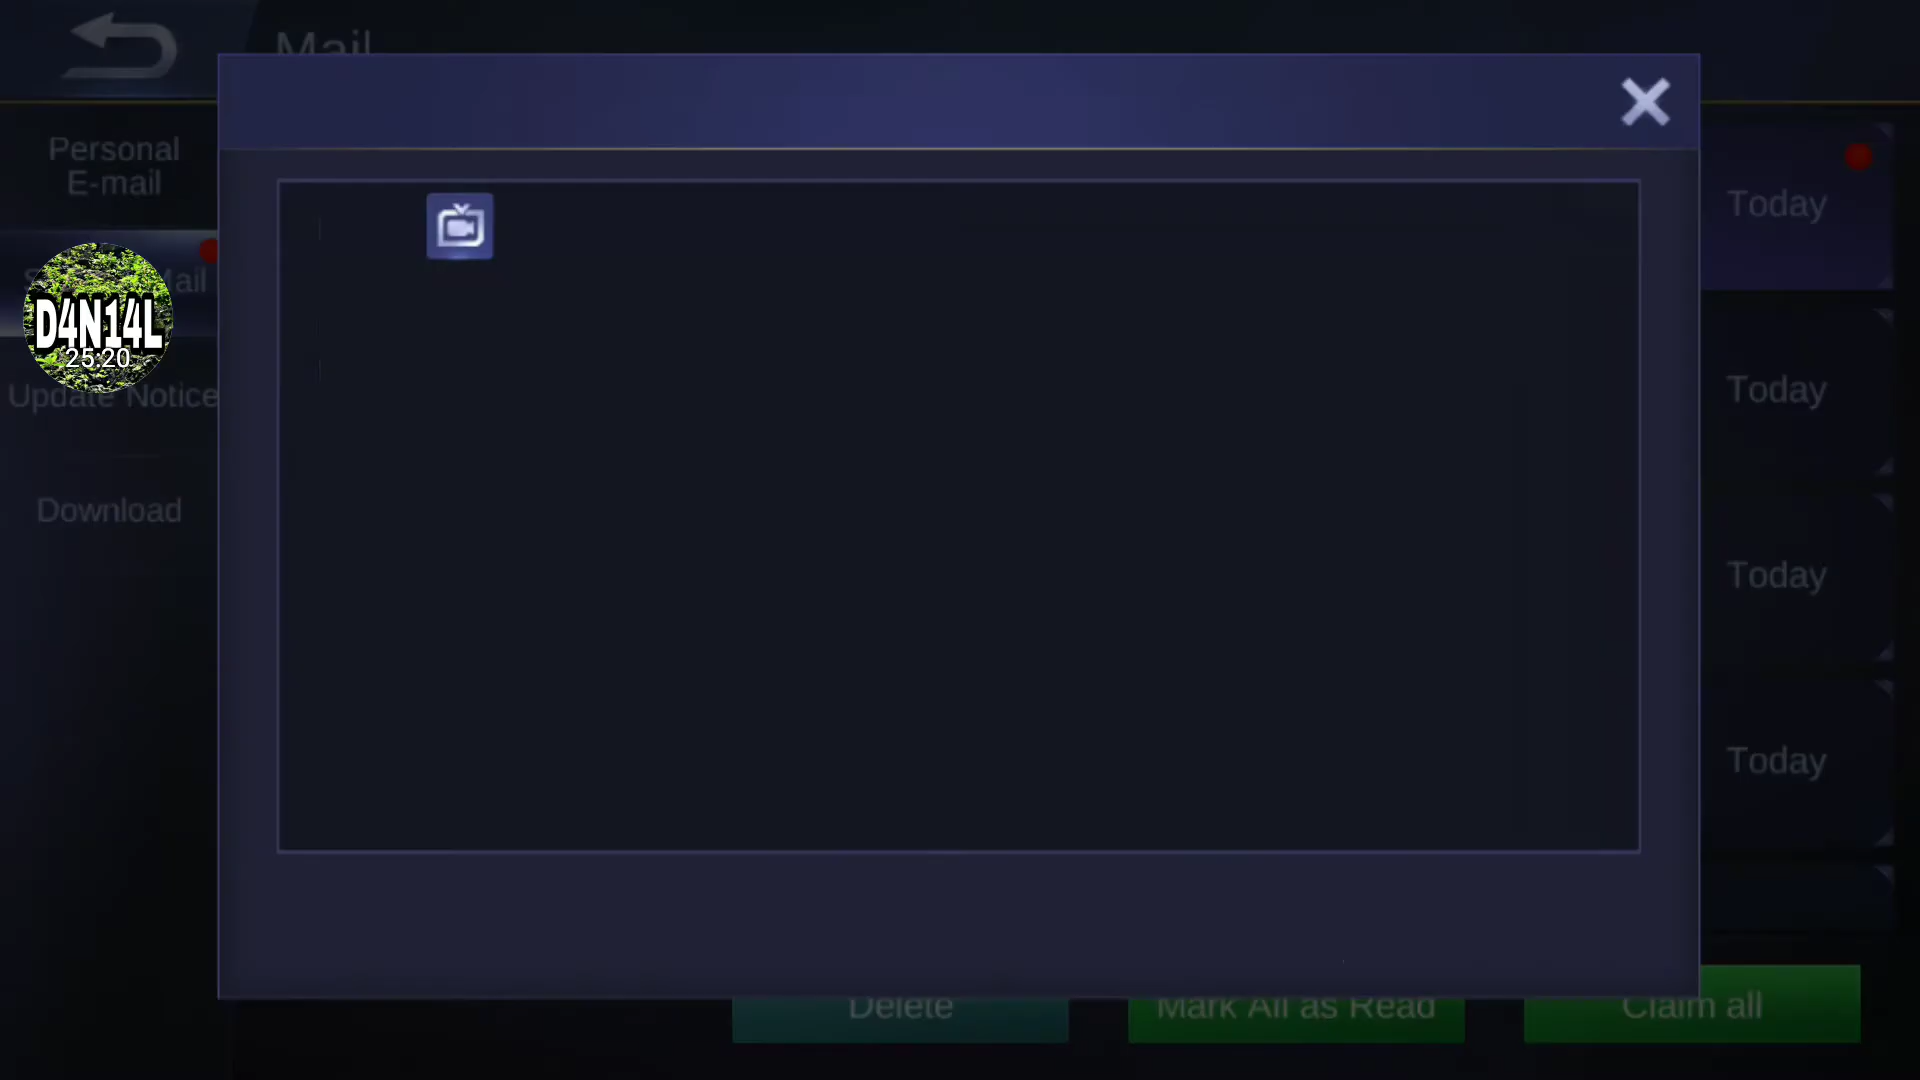 Mail
Personal
E-mail
Mail
D4N14L
25:20
Update Notice
Download
Today
Today
Today
Today
Delete
Mark All as Read
Claim all